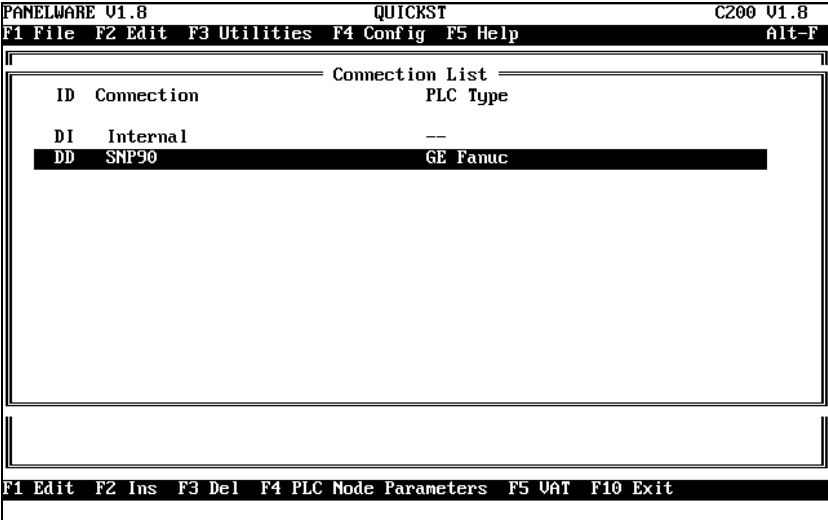 PANELWARE V1.8 QUICKST C200 V1.8
F1 File F2 Edit F3 Utilities F4 Config F5 Help Alt-F
Connection List
ID Connection PLC Type
DI Internal --
DD SNP90 GE Fanuc
F1 Edit F2 Ins F3 Del F4 PLC Node Parameters F5 VAT F10 Exit